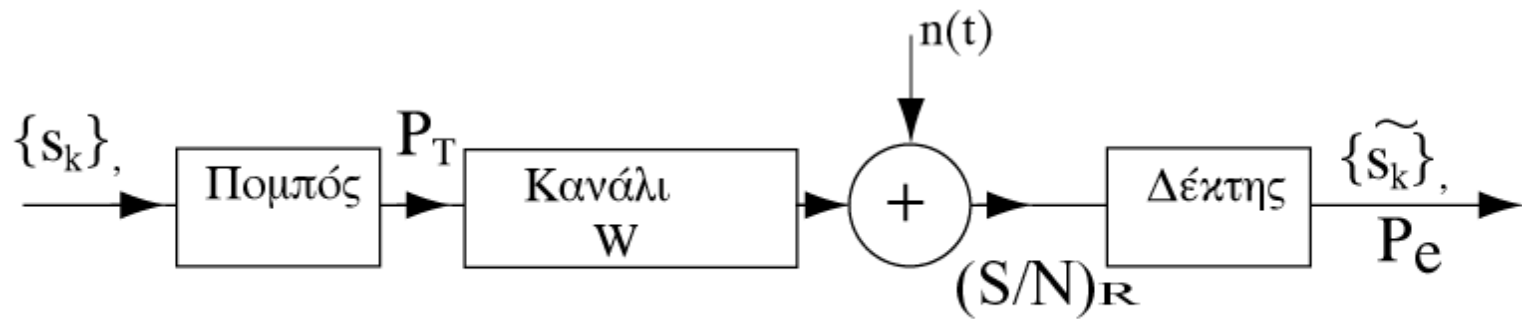 n(t)
{s_k},
Πομπός
P_T
Κανάλι
W
+
(S/N)_R
Δέκτης
{s̃_k},
P_e